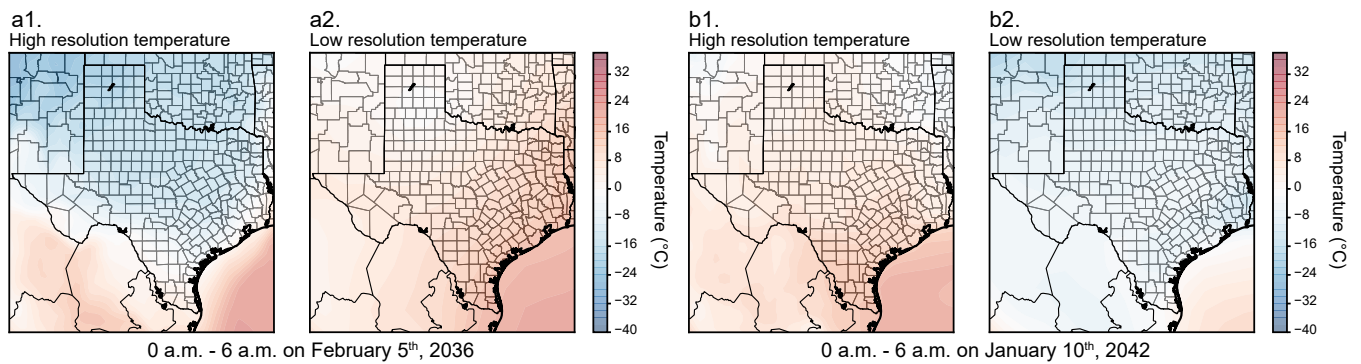 a1.
High resolution temperature
a2.
Low resolution temperature
32
24
16
8
0
−8
−16
−24
−32
−40
Temperature (°C)
0 a.m. - 6 a.m. on February 5th, 2036
b1.
High resolution temperature
b2.
Low resolution temperature
32
24
16
8
0
−8
−16
−24
−32
−40
Temperature (°C)
0 a.m. - 6 a.m. on January 10th, 2042